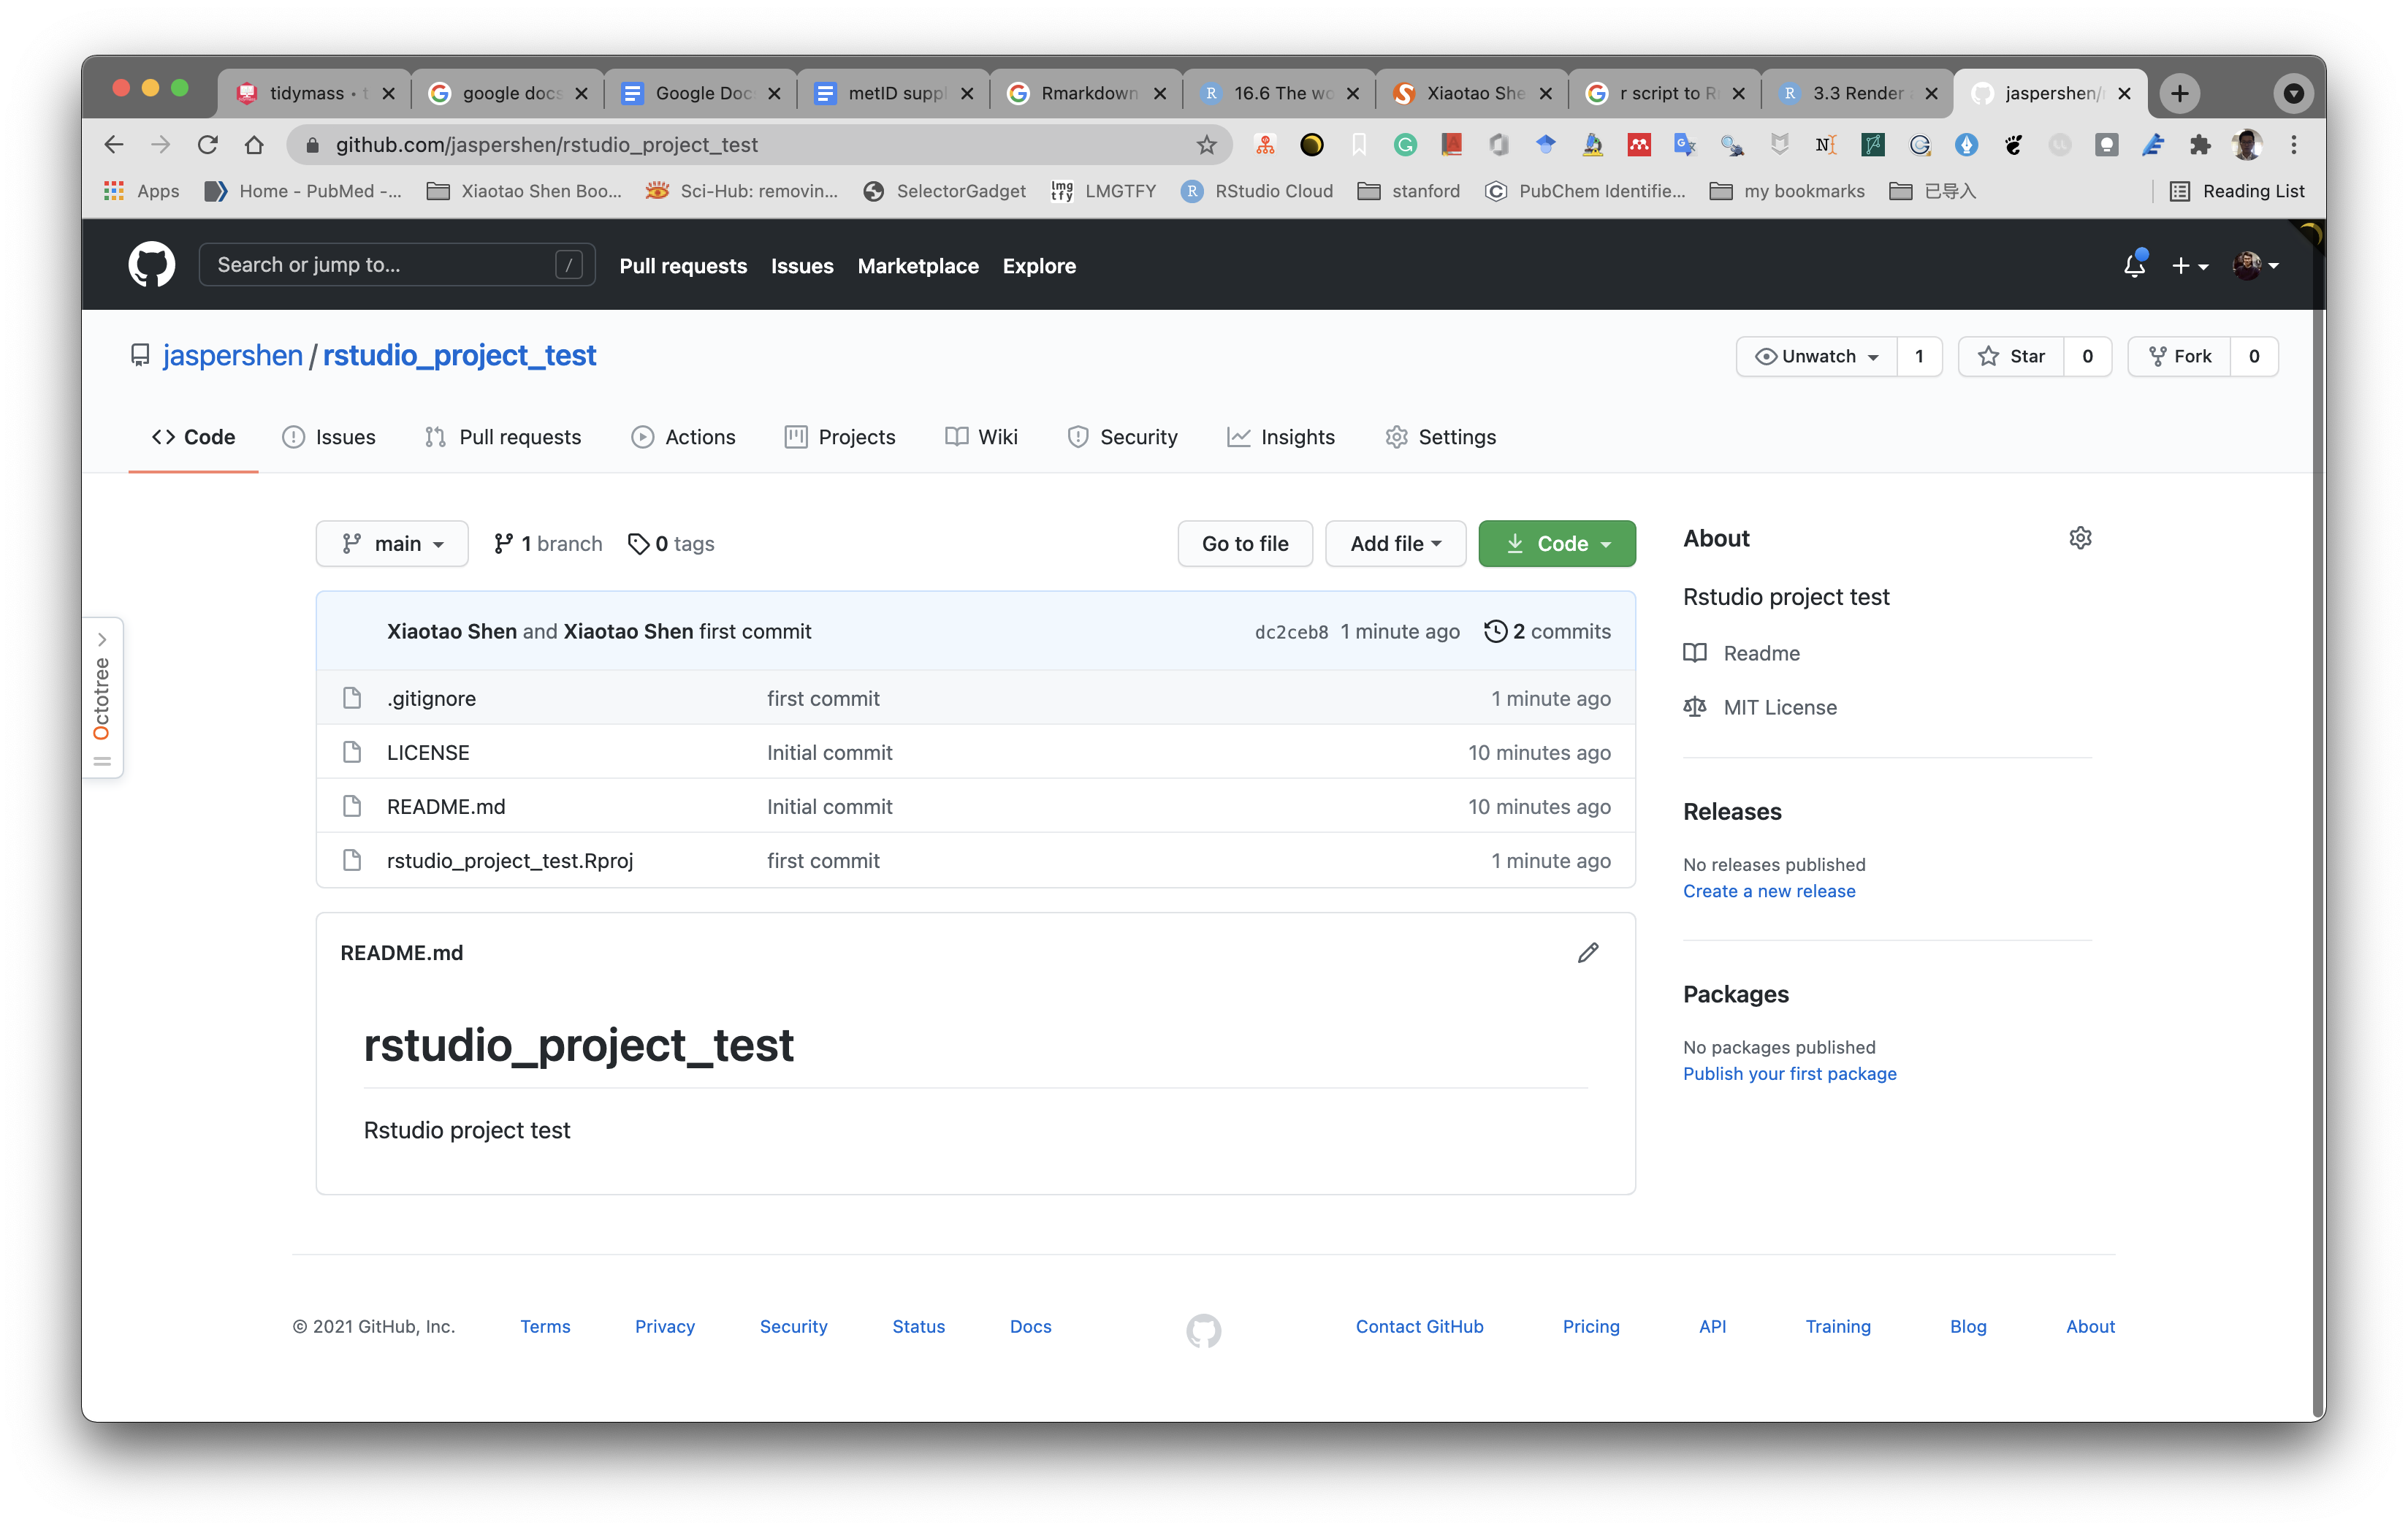 tidymass • t
google docs
Google Doc
metID suppl
Rmarkdown
16.6 The wo
Xiaotao She
r script to R
3.3 Render
jaspershen/
github.com/jaspershen/rstudio_project_test
Apps
Home - PubMed -...
Xiaotao Shen Boo...
Sci-Hub: removin...
SelectorGadget
lmg tfy LMGTFY
RStudio Cloud
stanford
PubChem Identifie...
my bookmarks
已导入
Reading List
Search or jump to... /
Pull requests
Issues
Marketplace
Explore
jaspershen / rstudio_project_test
Unwatch 1
Star 0
Fork 0
Code
Issues
Pull requests
Actions
Projects
Wiki
Security
Insights
Settings
main
1 branch
0 tags
Go to file
Add file
Code
Xiaotao Shen and Xiaotao Shen first commit dc2ceb8 1 minute ago 2 commits
.gitignore first commit 1 minute ago
LICENSE Initial commit 10 minutes ago
README.md Initial commit 10 minutes ago
rstudio_project_test.Rproj first commit 1 minute ago
Octotree
README.md
rstudio_project_test
Rstudio project test
About
Rstudio project test
Readme
MIT License
Releases
No releases published
Create a new release
Packages
No packages published
Publish your first package
© 2021 GitHub, Inc.
Terms
Privacy
Security
Status
Docs
Contact GitHub
Pricing
API
Training
Blog
About